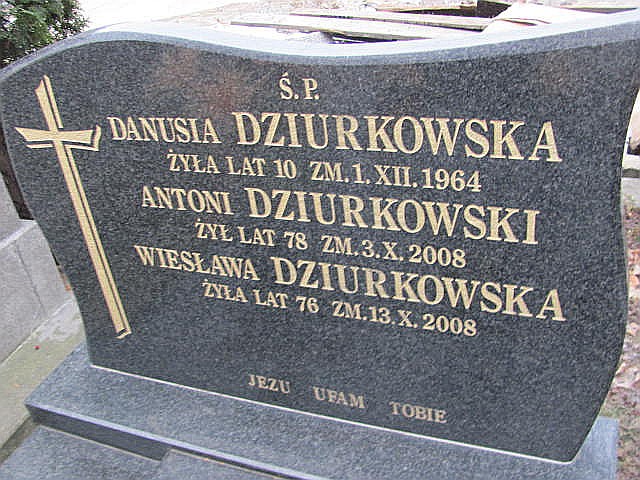 Ś. P.
DANUSIA DZIURKOWSKA
ŻYŁA LAT 10 ZM. 1. XII. 1964
ANTONI DZIURKOWSKI
ŻYŁ LAT 78 ZM. 3. X. 2008
WIESŁAWA DZIURKOWSKA
ŻYŁA LAT 76 ZM. 13. X. 2008
JEZU UFAM TOBIE